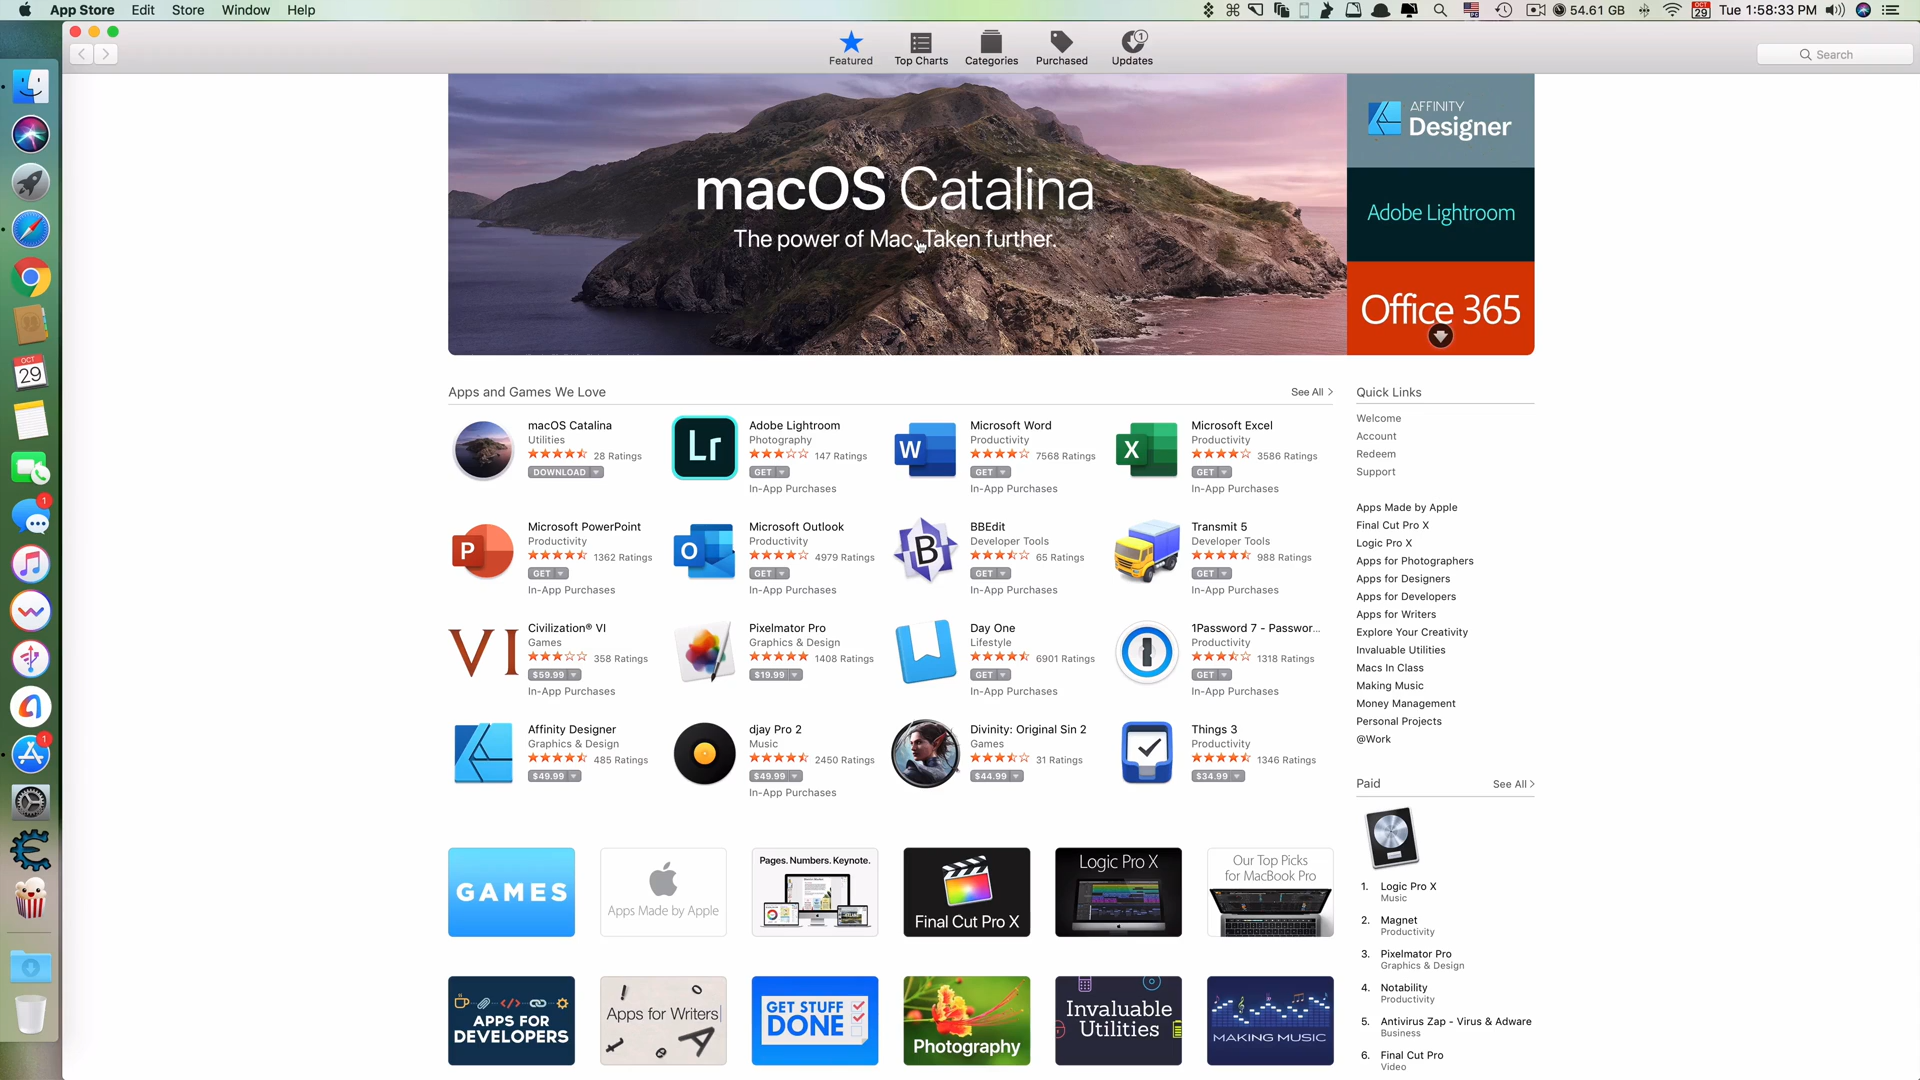 App Store Edit Store Window Help
54.61 GB
OCT 29
Tue 1:58:33 PM
Featured
Top Charts
Categories
Purchased
1
Updates
Search
macOS Catalina
The power of Mac. Taken further.
AFFINITY
Designer
Adobe Lightroom
Office 365
Apps and Games We Love
See All >
macOS Catalina
Utilities
28 Ratings
DOWNLOAD
Lr
Adobe Lightroom
Photography
147 Ratings
GET
In-App Purchases
W
Microsoft Word
Productivity
7568 Ratings
GET
In-App Purchases
X
Microsoft Excel
Productivity
3586 Ratings
GET
In-App Purchases
P
Microsoft PowerPoint
Productivity
1362 Ratings
GET
In-App Purchases
O
Microsoft Outlook
Productivity
4979 Ratings
GET
In-App Purchases
B
BBEdit
Developer Tools
65 Ratings
GET
In-App Purchases
Transmit 5
Developer Tools
988 Ratings
GET
In-App Purchases
VI
Civilization® VI
Games
358 Ratings
$59.99
In-App Purchases
Pixelmator Pro
Graphics & Design
1408 Ratings
$19.99
Day One
Lifestyle
6901 Ratings
GET
In-App Purchases
1Password 7 - Passwor...
Productivity
1318 Ratings
GET
In-App Purchases
Affinity Designer
Graphics & Design
485 Ratings
$49.99
djay Pro 2
Music
2450 Ratings
$49.99
In-App Purchases
Divinity: Original Sin 2
Games
31 Ratings
$44.99
Things 3
Productivity
1346 Ratings
$34.99
GAMES
Apps Made by Apple
Pages. Numbers. Keynote.
Final Cut Pro X
Logic Pro X
Our Top Picks
for MacBook Pro
APPS FOR
DEVELOPERS
Apps for Writers
GET STUFF
DONE
Photography
Invaluable
Utilities
MAKING MUSIC
Quick Links
Welcome
Account
Redeem
Support
Apps Made by Apple
Final Cut Pro X
Logic Pro X
Apps for Photographers
Apps for Designers
Apps for Developers
Apps for Writers
Explore Your Creativity
Invaluable Utilities
Macs In Class
Making Music
Money Management
Personal Projects
@Work
Paid
See All >
1. Logic Pro X
Music
2. Magnet
Productivity
3. Pixelmator Pro
Graphics & Design
4. Notability
Productivity
5. Antivirus Zap - Virus & Adware
Business
6. Final Cut Pro
Video
OCT
29
1
1